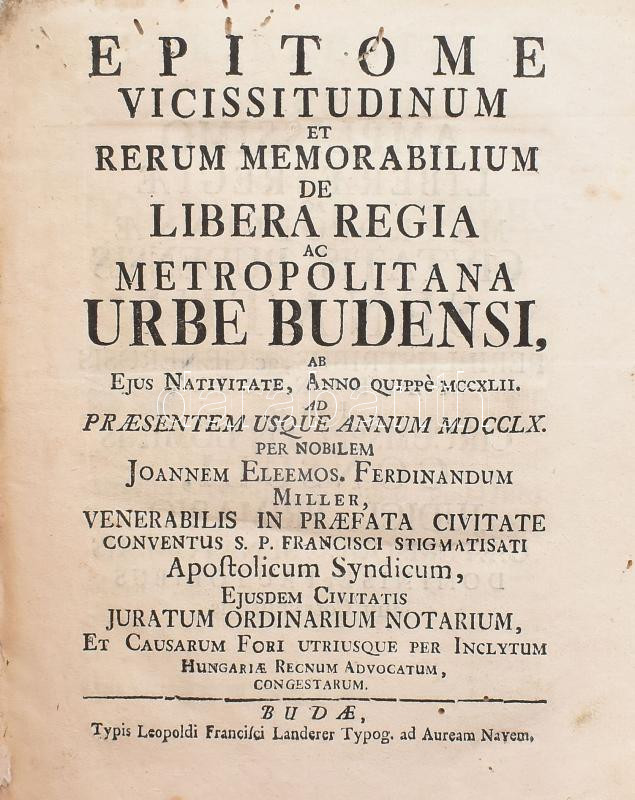 EPITOME
VICISSITUDINUM
ET
RERUM MEMORABILIUM
DE
LIBERA REGIA
AC
METROPOLITANA
URBE BUDENSI,
AB
EJUS NATIVITATE, ANNO QUIPPÈ MCCXLII.
AD
PRÆSENTEM USQUE ANNUM MDCCLX.
PER NOBILEM
JOANNEM ELEEMOS. FERDINANDUM
MILLER,
VENERABILIS IN PRÆFATA CIVITATE
CONVENTUS S. P. FRANCISCI STIGMATISATI
Apoſtolicum Syndicum,
EJUSDEM CIVITATIS
JURATUM ORDINARIUM NOTARIUM,
ET CAUSARUM FORI UTRIUSQUE PER INCLYTUM
HUNGARIÆ REGNUM ADVOCATUM,
CONGESTARUM.
BUDÆ,
Typis Leopoldi Franciſci Landerer Typog. ad Auream Navem.